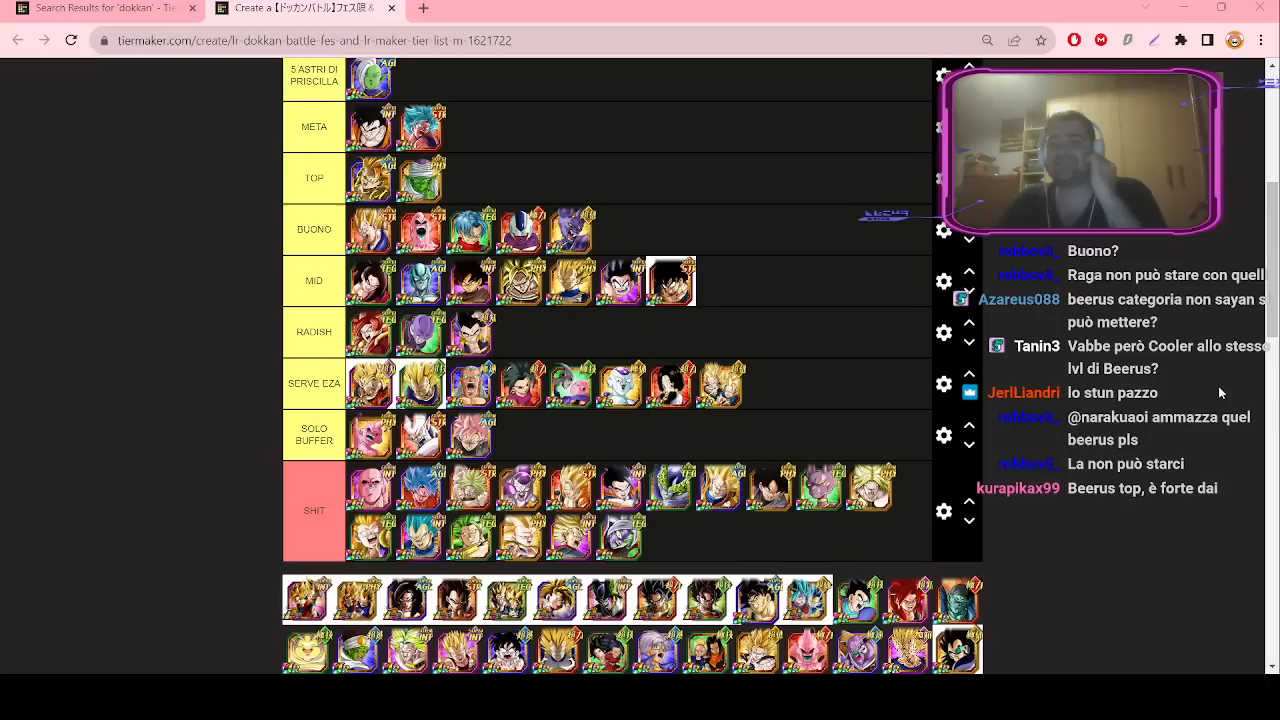 Search Results for 'dokkan' - Tie
Create a 【ドッカンバトル】フェス限 &
tiermaker.com/create/lr-dokkan-battle-fes-and-lr-maker-tier-list-m-1621722
5 ASTRI DI
PRISCILLA
META
TOP
BUONO
MID
RADISH
SERVE EZA
SOLO
BUFFER
SHIT
robbovii_ Buono?
robbovii_ Raga non può stare con quell
Azareus088 beerus categoria non sayan s
può mettere?
Tanin3 Vabbe però Cooler allo stesso
lvl di Beerus?
JerlLiandri lo stun pazzo
robbovii_ @narakuaoi ammazza quel
beerus pls
robbovii_ La non può starci
kurapikax99 Beerus top, è forte dai